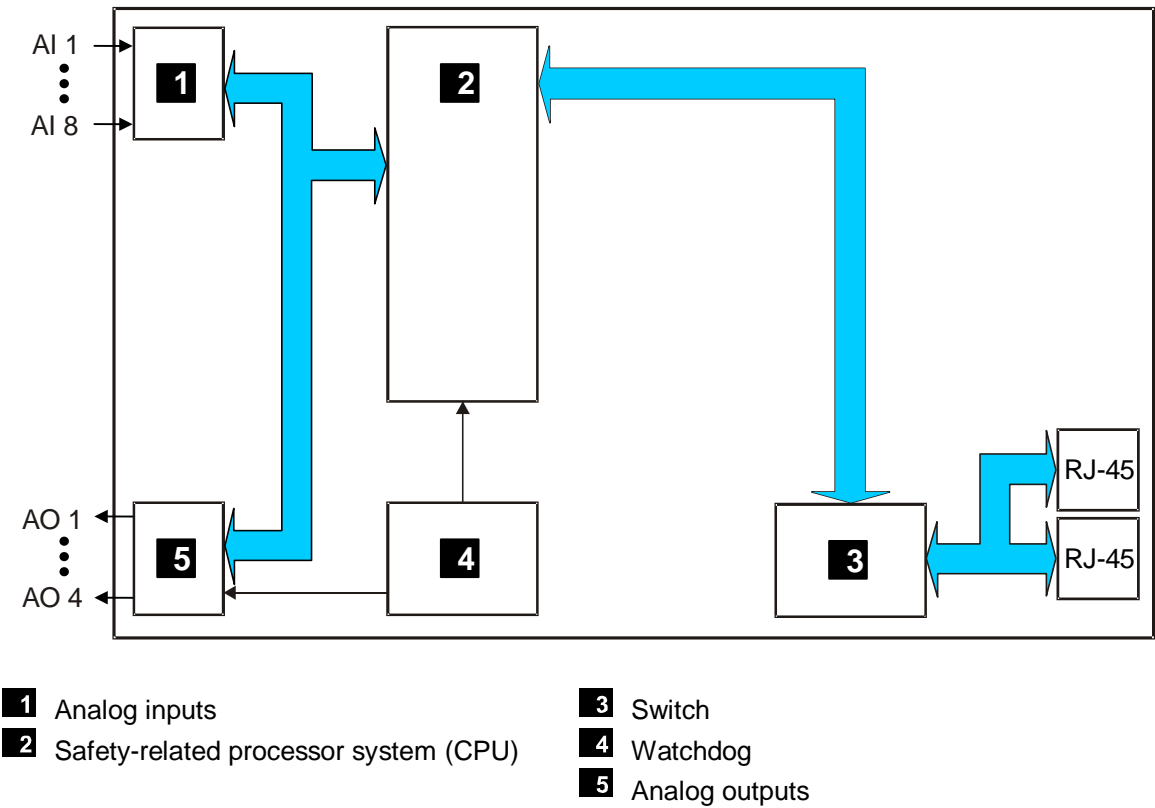 AI 1
1
2
AI 8
RJ-45
AO 1
5
4
3
RJ-45
AO 4
1 Analog inputs
2 Safety-related processor system (CPU)
3 Switch
4 Watchdog
5 Analog outputs